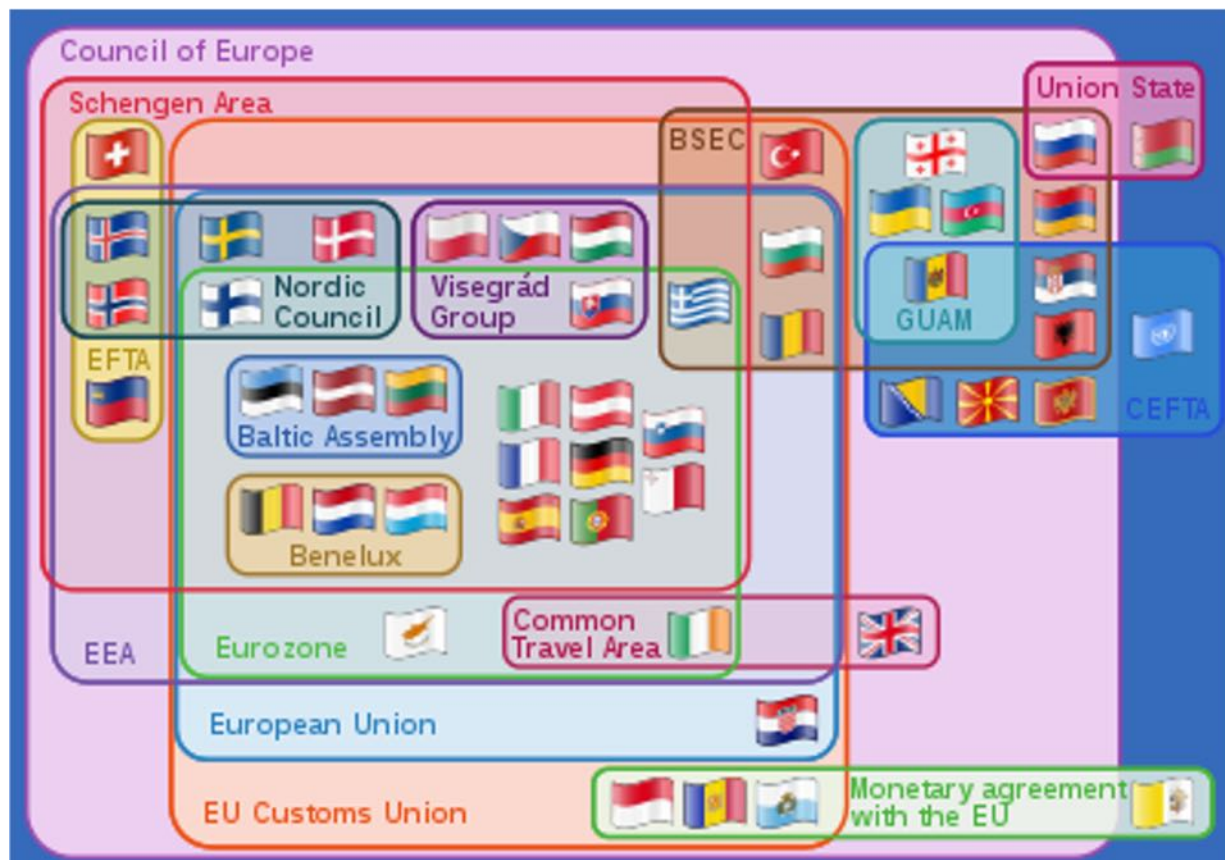 Council of Europe
Schengen Area
Union State
BSEC
Nordic
Council
Visegrád
Group
GUAM
EFTA
CEFTA
Baltic Assembly
Benelux
Common
Travel Area
Eurozone
EEA
European Union
EU Customs Union
Monetary agreement
with the EU